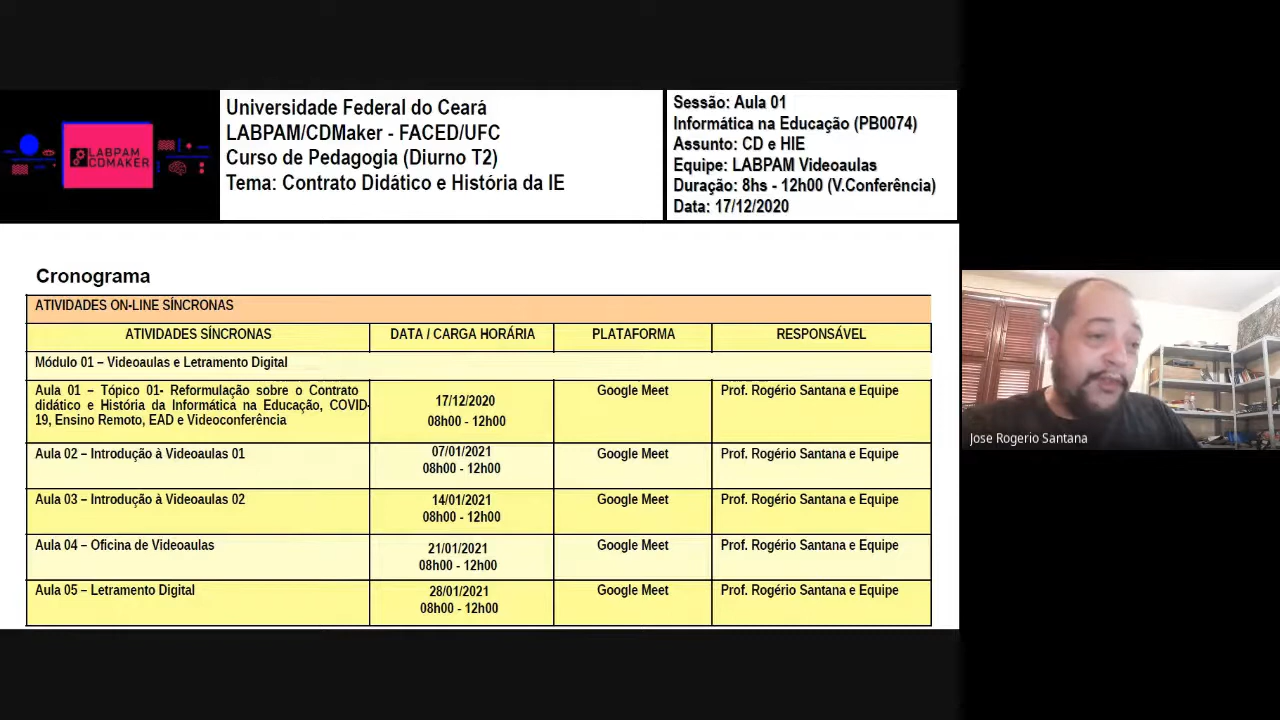 LABPAM
CDMAKER
Universidade Federal do Ceará
LABPAM/CDMaker - FACED/UFC
Curso de Pedagogia (Diurno T2)
Tema: Contrato Didático e História da IE
Sessão: Aula 01
Informática na Educação (PB0074)
Assunto: CD e HIE
Equipe: LABPAM Videoaulas
Duração: 8hs - 12h00 (V.Conferência)
Data: 17/12/2020
Cronograma
ATIVIDADES ON-LINE SÍNCRONAS
ATIVIDADES SÍNCRONAS DATA / CARGA HORÁRIA PLATAFORMA RESPONSÁVEL
Módulo 01 – Videoaulas e Letramento Digital
Aula 01 – Tópico 01- Reformulação sobre o Contrato
didático e História da Informática na Educação, COVID-
19, Ensino Remoto, EAD e Videoconferência
17/12/2020
08h00 - 12h00
Google Meet
Prof. Rogério Santana e Equipe
Aula 02 – Introdução à Videoaulas 01
07/01/2021
08h00 - 12h00
Google Meet
Prof. Rogério Santana e Equipe
Aula 03 – Introdução à Videoaulas 02
14/01/2021
08h00 - 12h00
Google Meet
Prof. Rogério Santana e Equipe
Aula 04 – Oficina de Videoaulas
21/01/2021
08h00 - 12h00
Google Meet
Prof. Rogério Santana e Equipe
Aula 05 – Letramento Digital
28/01/2021
08h00 - 12h00
Google Meet
Prof. Rogério Santana e Equipe
Jose Rogerio Santana